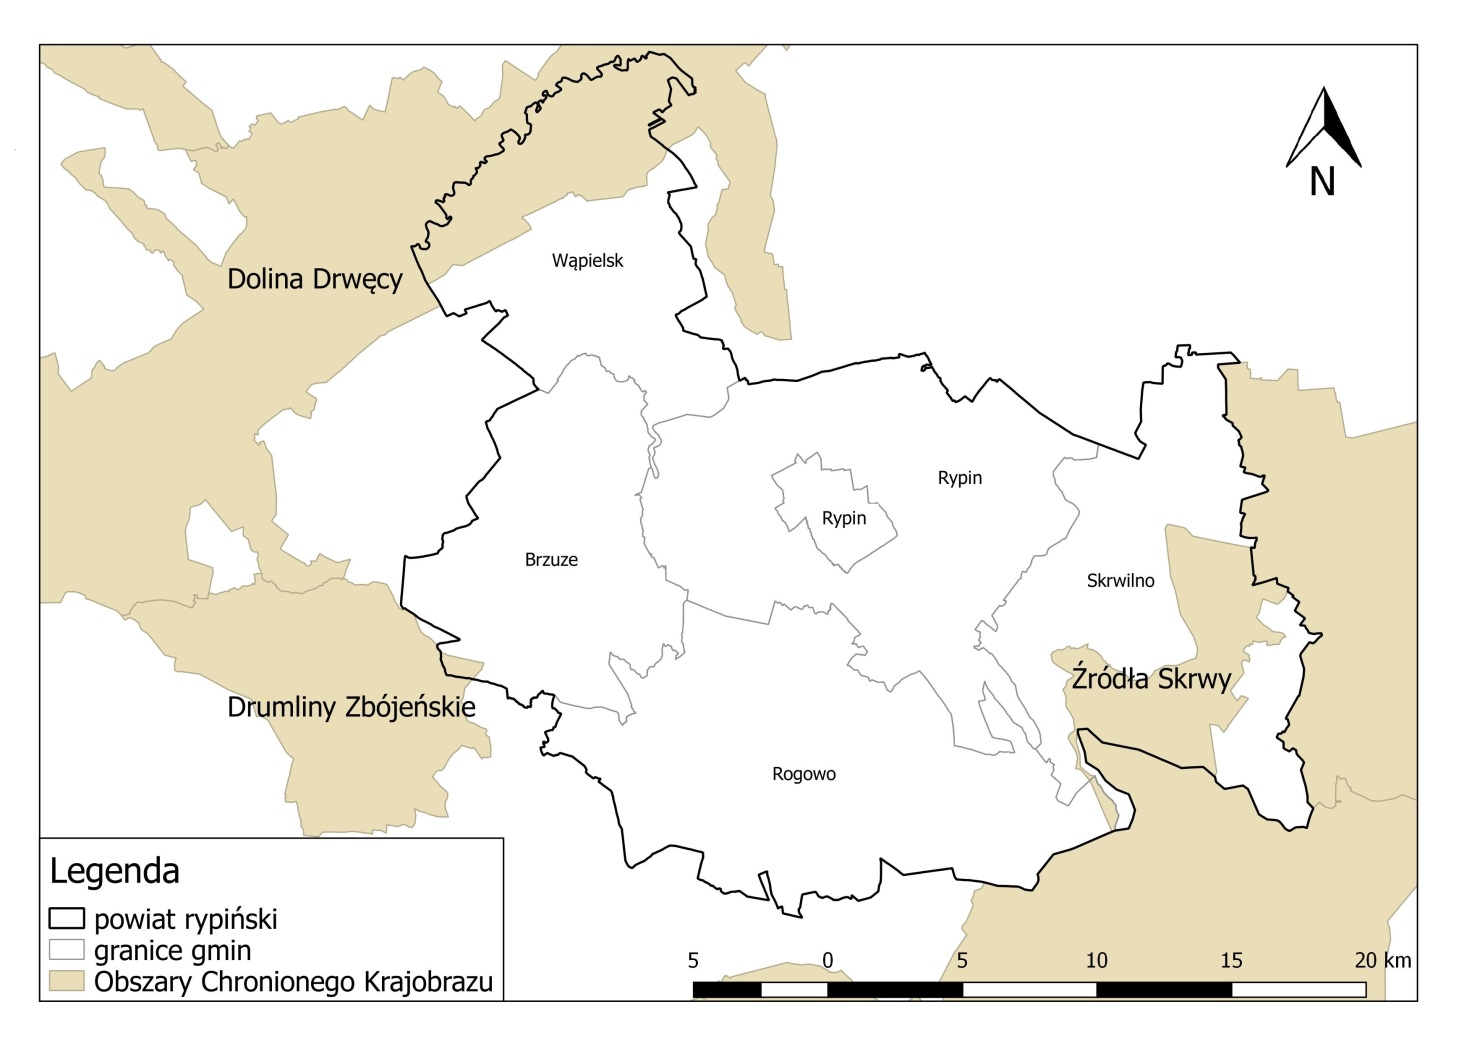 N
Wąpielsk
Dolina Drwęcy
Rypin
Rypin
Brzuze
Skrwilno
Źródła Skrwy
Drumliny Zbójeńskie
Rogowo
Legenda
powiat rypiński
granice gmin
Obszary Chronionego Krajobrazu
5 0 5 10 15 20 km